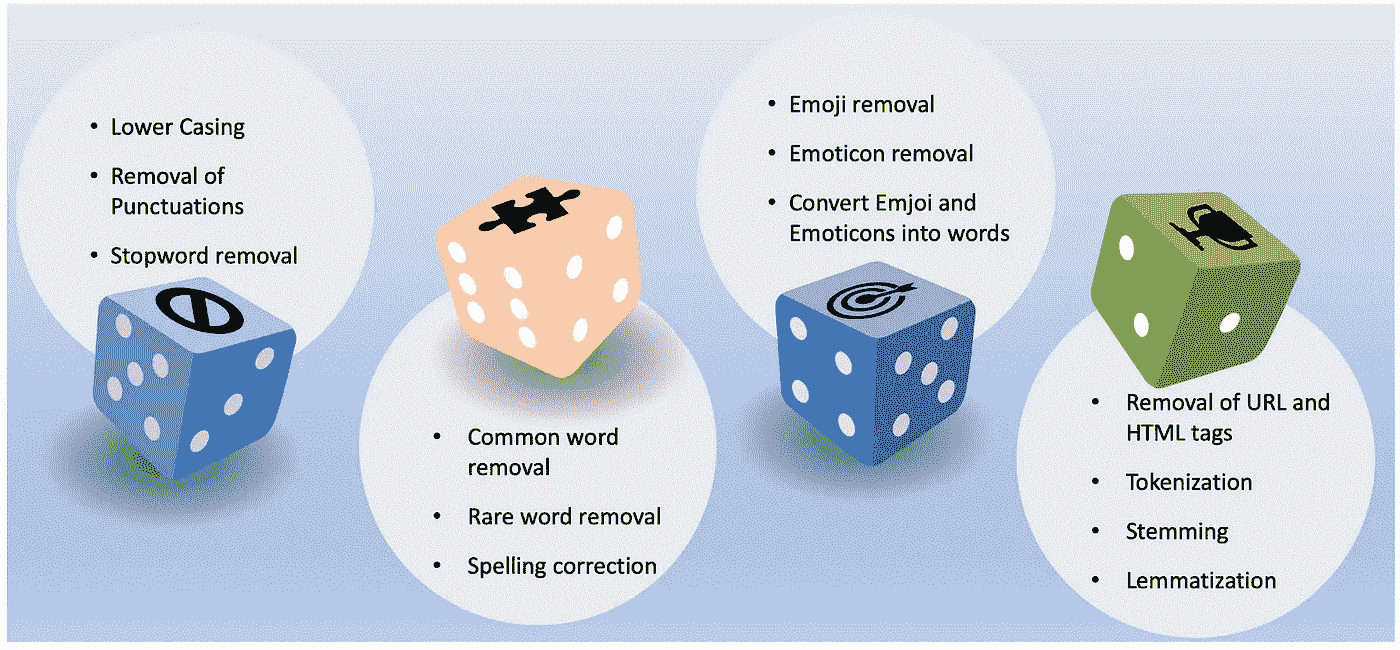 • Lower Casing
• Removal of
Punctuations
• Stopword removal
• Common word
removal
• Rare word removal
• Spelling correction
• Emoji removal
• Emoticon removal
• Convert Emjoi and
Emoticons into words
• Removal of URL and
HTML tags
• Tokenization
• Stemming
• Lemmatization